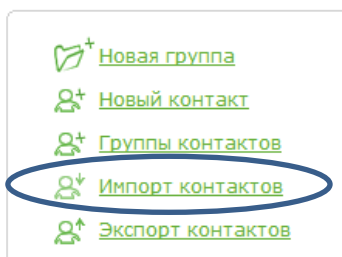 Новая группа
Новый контакт
Группы контактов
Импорт контактов
Экспорт контактов